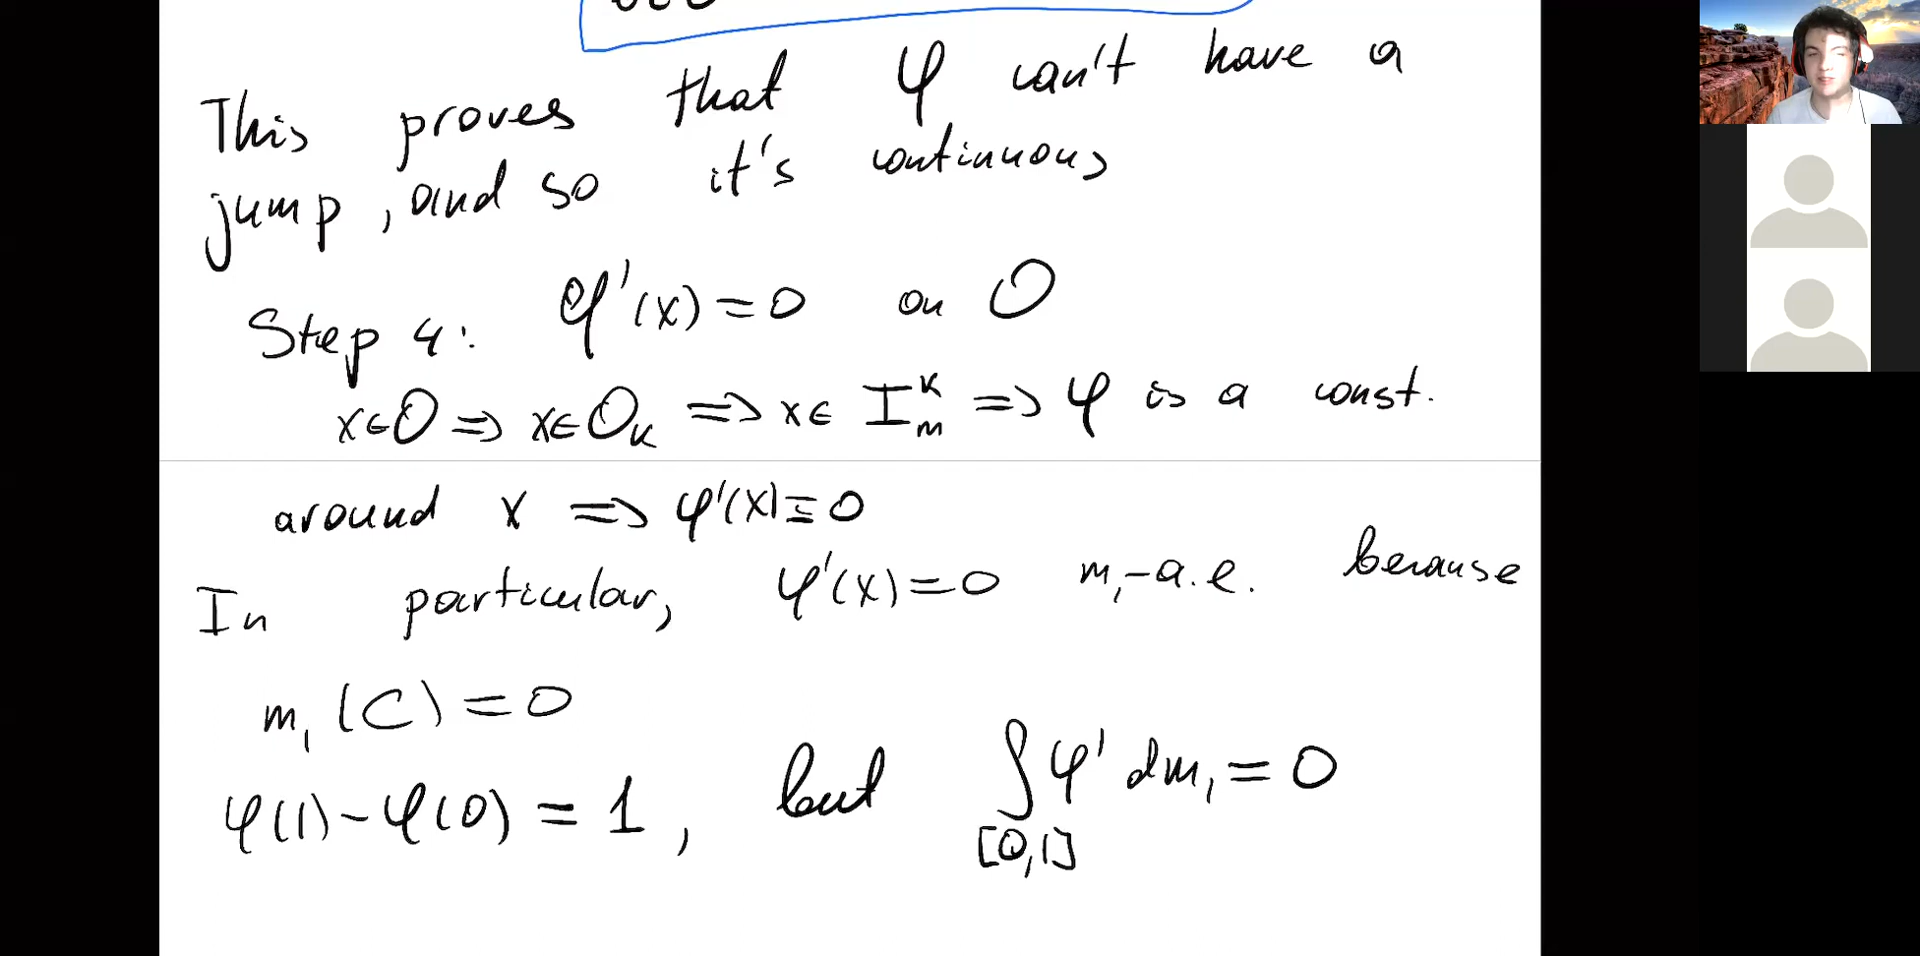 This proves that φ can't have a
jump, and so it's continuous
Step 4: φ'(x) = 0 on O
x ∈ O => x ∈ O_k => x ∈ I_m^k => φ is a const.
around x => φ'(x) = 0
In particular, φ'(x) = 0 m₁-a.e. because
m₁(C) = 0
φ(1) - φ(0) = 1, but ∫_{[0,1]} φ' dm₁ = 0